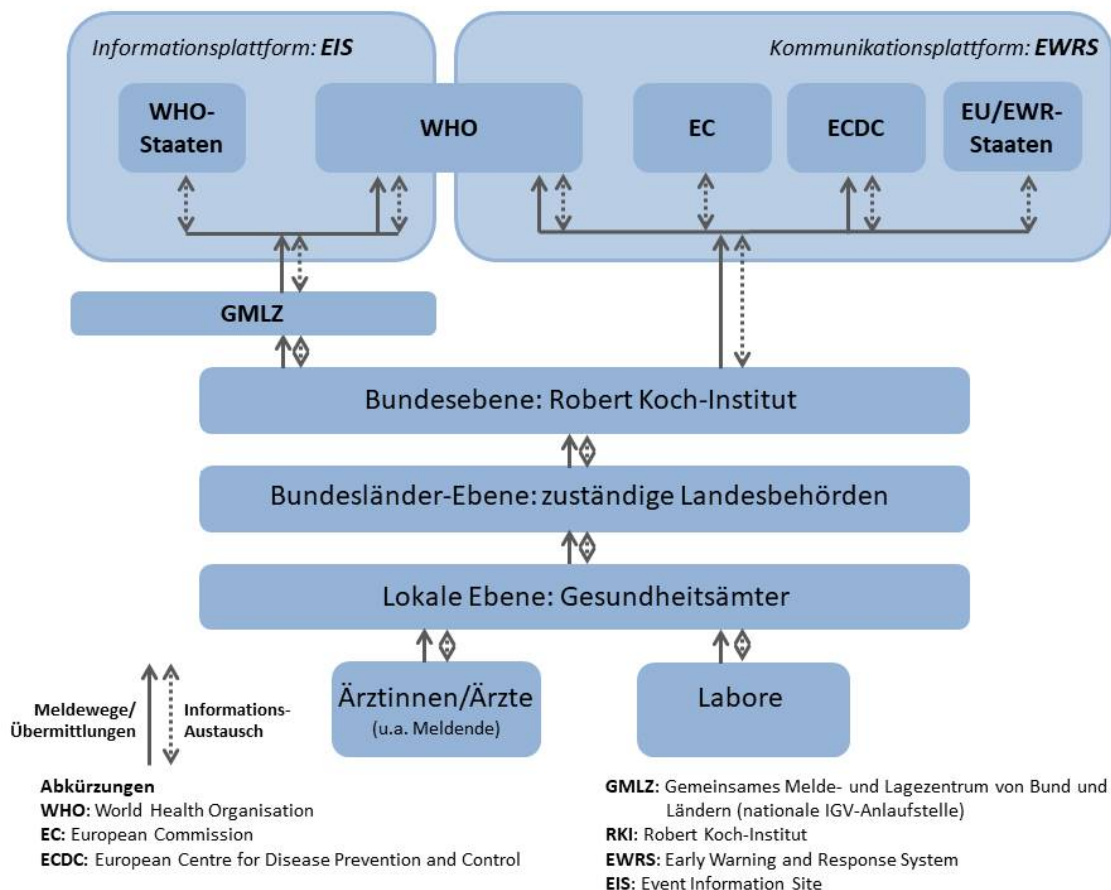 Informationsplattform: EIS
Kommunikationsplattform: EWRS
WHO-
Staaten
WHO
EC
ECDC
EU/EWR-
Staaten
GMLZ
Bundesebene: Robert Koch-Institut
Bundesländer-Ebene: zuständige Landesbehörden
Lokale Ebene: Gesundheitsämter
Ärztinnen/Ärzte
(u.a. Meldende)
Labore
Meldewege/
Übermittlungen
Informations-
Austausch
Abkürzungen
WHO: World Health Organisation
EC: European Commission
ECDC: European Centre for Disease Prevention and Control
GMLZ: Gemeinsames Melde- und Lagezentrum von Bund und
Ländern (nationale IGV-Anlaufstelle)
RKI: Robert Koch-Institut
EWRS: Early Warning and Response System
EIS: Event Information Site